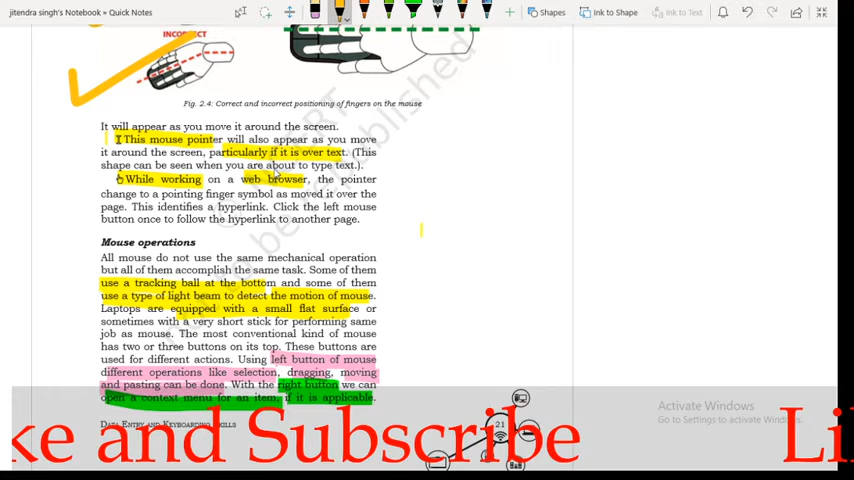 jitendra singh's Notebook » Quick Notes
Shapes
Ink to Shape
Ink to Text
INCORRECT
Fig. 2.4: Correct and incorrect positioning of fingers on the mouse
It will appear as you move it around the screen.
This mouse pointer will also appear as you move
it around the screen, particularly if it is over text. (This
shape can be seen when you are about to type text.).
While working on a web browser, the pointer
change to a pointing finger symbol as moved it over the
page. This identifies a hyperlink. Click the left mouse
button once to follow the hyperlink to another page.
Mouse operations
All mouse do not use the same mechanical operation
but all of them accomplish the same task. Some of them
use a tracking ball at the bottom and some of them
use a type of light beam to detect the motion of mouse.
Laptops are equipped with a small flat surface or
sometimes with a very short stick for performing same
job as mouse. The most conventional kind of mouse
has two or three buttons on its top. These buttons are
used for different actions. Using left button of mouse
different operations like selection, dragging, moving
and pasting can be done. With the right button we can
open a context menu for an item, if it is applicable.
Data Entry and Keyboarding Skills
21
Activate Windows
Go to Settings to activate Windows.
ke and Subscribe Li
be republished